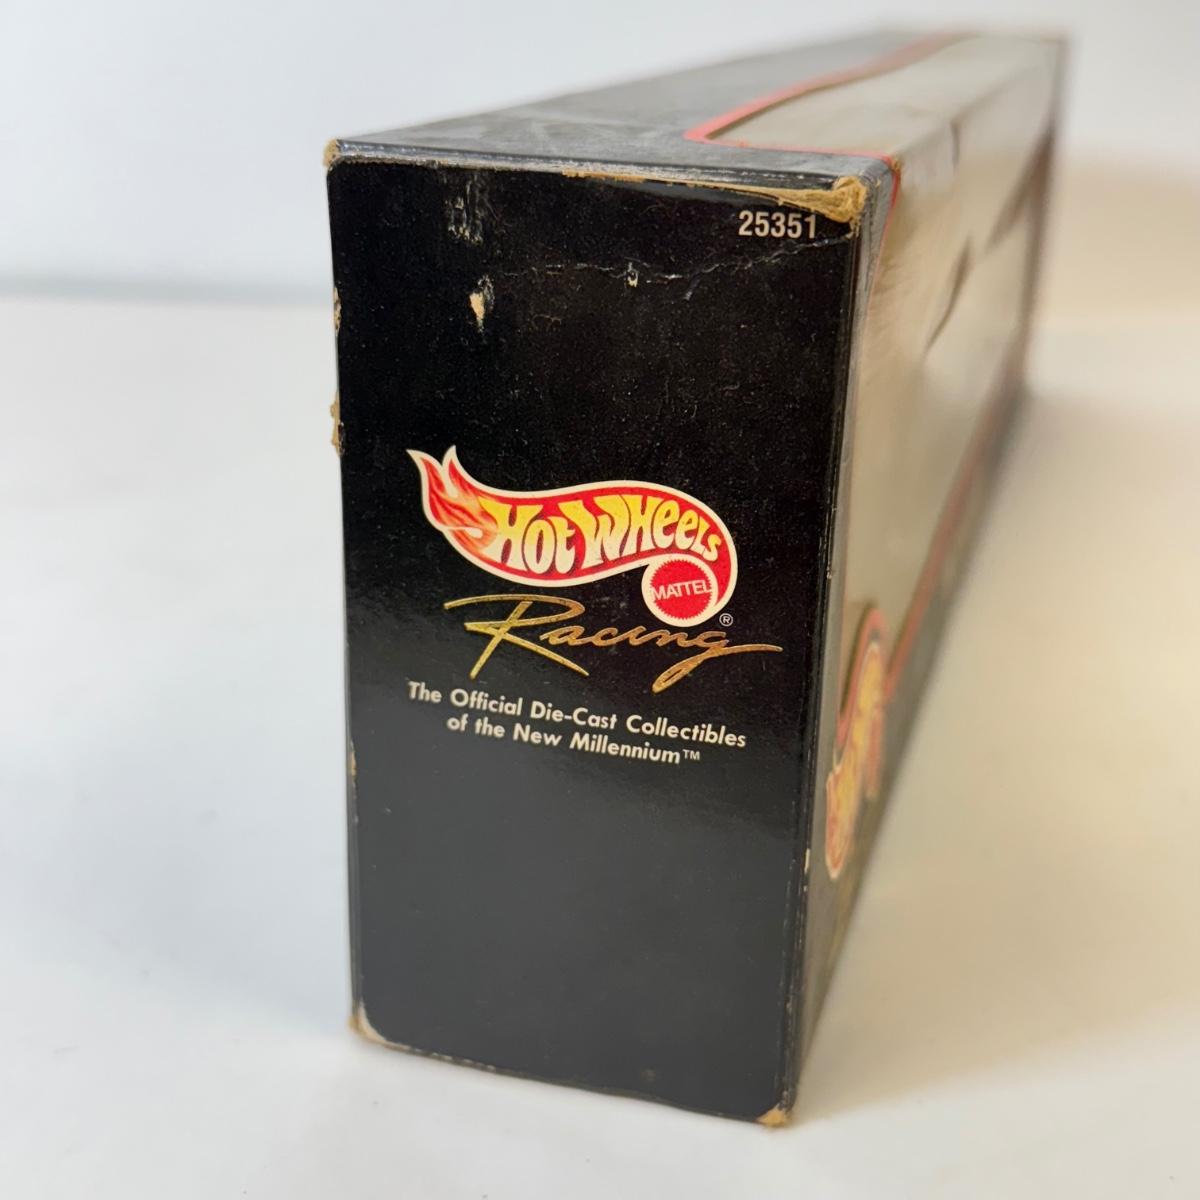 25351
HOT WHEELS
MATTEL
®
Racing
The Official Die-Cast Collectibles
of the New Millennium™